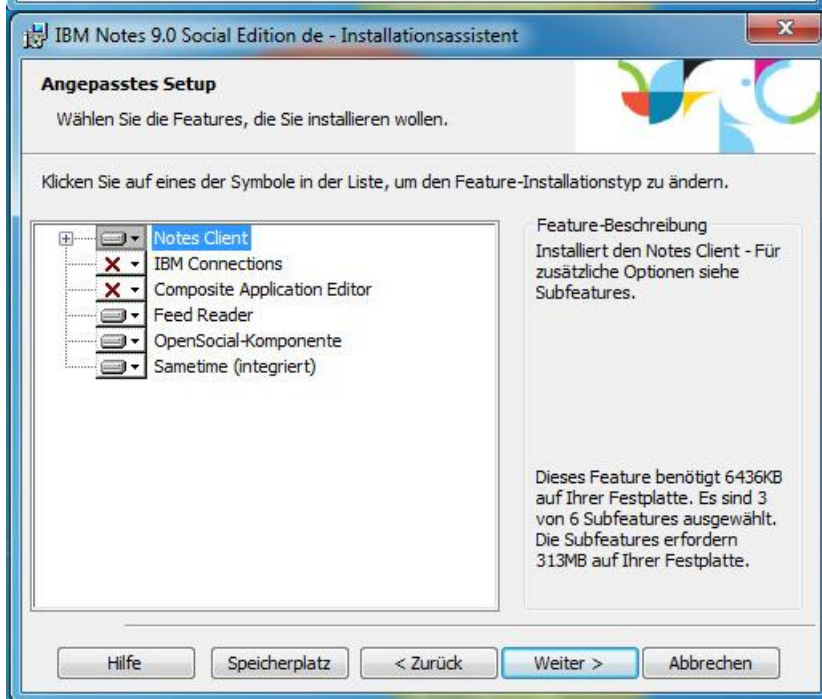 IBM Notes 9.0 Social Edition de - Installationsassistent
Angepasstes Setup
Wählen Sie die Features, die Sie installieren wollen.
Klicken Sie auf eines der Symbole in der Liste, um den Feature-Installationstyp zu ändern.
Notes Client
IBM Connections
Composite Application Editor
Feed Reader
OpenSocial-Komponente
Sametime (integriert)
Feature-Beschreibung
Installiert den Notes Client - Für
zusätzliche Optionen siehe
Subfeatures.
Dieses Feature benötigt 6436KB
auf Ihrer Festplatte. Es sind 3
von 6 Subfeatures ausgewählt.
Die Subfeatures erfordern
313MB auf Ihrer Festplatte.
Hilfe
Speicherplatz
< Zurück
Weiter >
Abbrechen